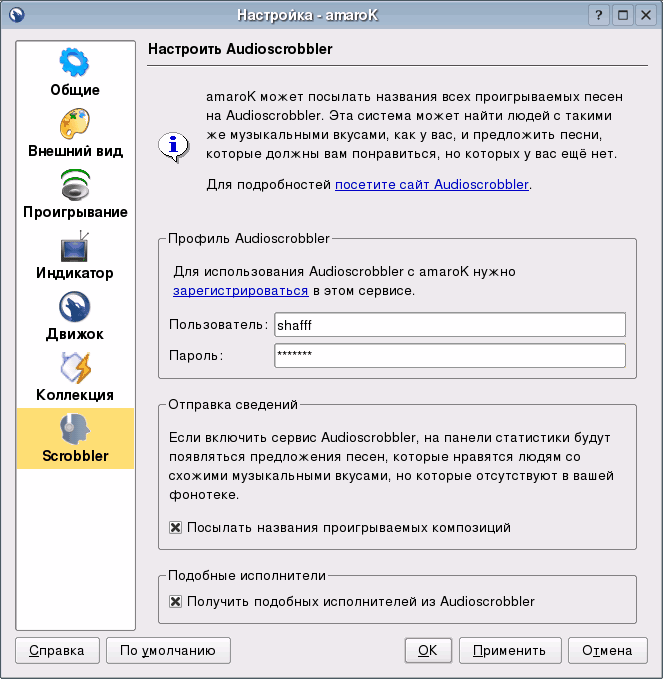 Настройка - amaroK
?
Общие
Внешний вид
Проигрывание
Индикатор
Движок
Коллекция
Scrobbler
Настроить Audioscrobbler
amaroK может посылать названия всех проигрываемых песен
на Audioscrobbler. Эта система может найти людей с такими
же музыкальными вкусами, как у вас, и предложить песни,
которые должны вам понравиться, но которых у вас ещё нет.
Для подробностей посетите сайт Audioscrobbler.
Профиль Audioscrobbler
Для использования Audioscrobbler с amaroK нужно
зарегистрироваться в этом сервисе.
Пользователь: shafff
Пароль: *******
Отправка сведений
Если включить сервис Audioscrobbler, на панели статистики будут
появляться предложения песен, которые нравятся людям со
схожими музыкальными вкусами, но которые отсутствуют в вашей
фонотеке.
Посылать названия проигрываемых композиций
Подобные исполнители
Получить подобных исполнителей из Audioscrobbler
Справка По умолчанию OK Применить Отмена